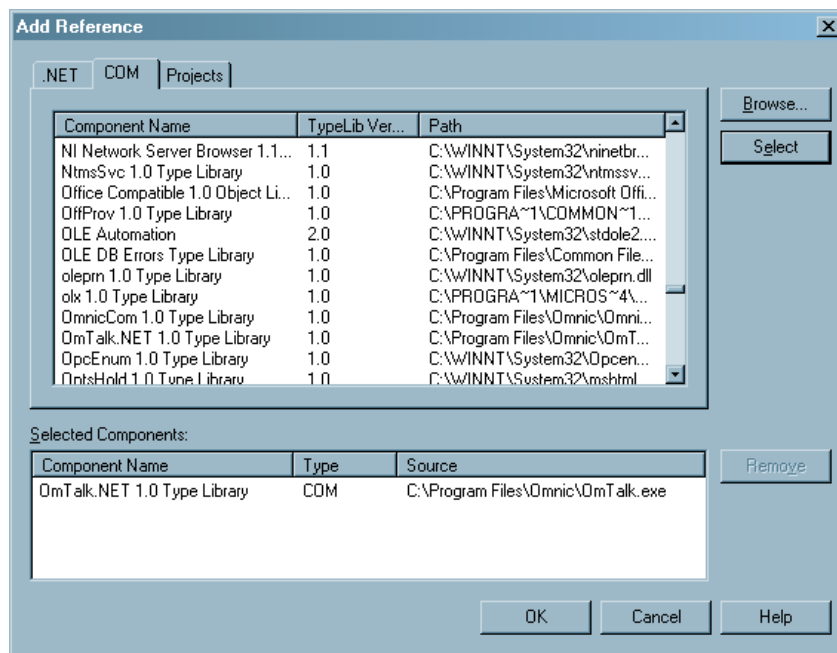 Add Reference
.NET COM Projects
Browse...
Component Name TypeLib Ver... Path
NI Network Server Browser 1.1... 1.1 C:\WINNT\System32\ninetbr...
Select
NtmsSvc 1.0 Type Library 1.0 C:\WINNT\System32\ntmssv...
Office Compatible 1.0 Object Li... 1.0 C:\Program Files\Microsoft Offi...
OffProv 1.0 Type Library 1.0 C:\PROGRA~1\COMMON~1...
OLE Automation 2.0 C:\WINNT\System32\stdole2....
OLE DB Errors Type Library 1.0 C:\Program Files\Common File...
oleprn 1.0 Type Library 1.0 C:\WINNT\System32\oleprn.dll
olx 1.0 Type Library 1.0 C:\PROGRA~1\MICROS~4\...
OmnicCom 1.0 Type Library 1.0 C:\Program Files\Omnic\Omni...
OmTalk.NET 1.0 Type Library 1.0 C:\Program Files\Omnic\OmT...
OpcEnum 1.0 Type Library 1.0 C:\WINNT\System32\Opcen...
OptsHold 1.0 Type Library 1.0 C:\WINNT\System32\mshtml
Selected Components:
Component Name Type Source
Remove
OmTalk.NET 1.0 Type Library COM C:\Program Files\Omnic\OmTalk.exe
OK Cancel Help